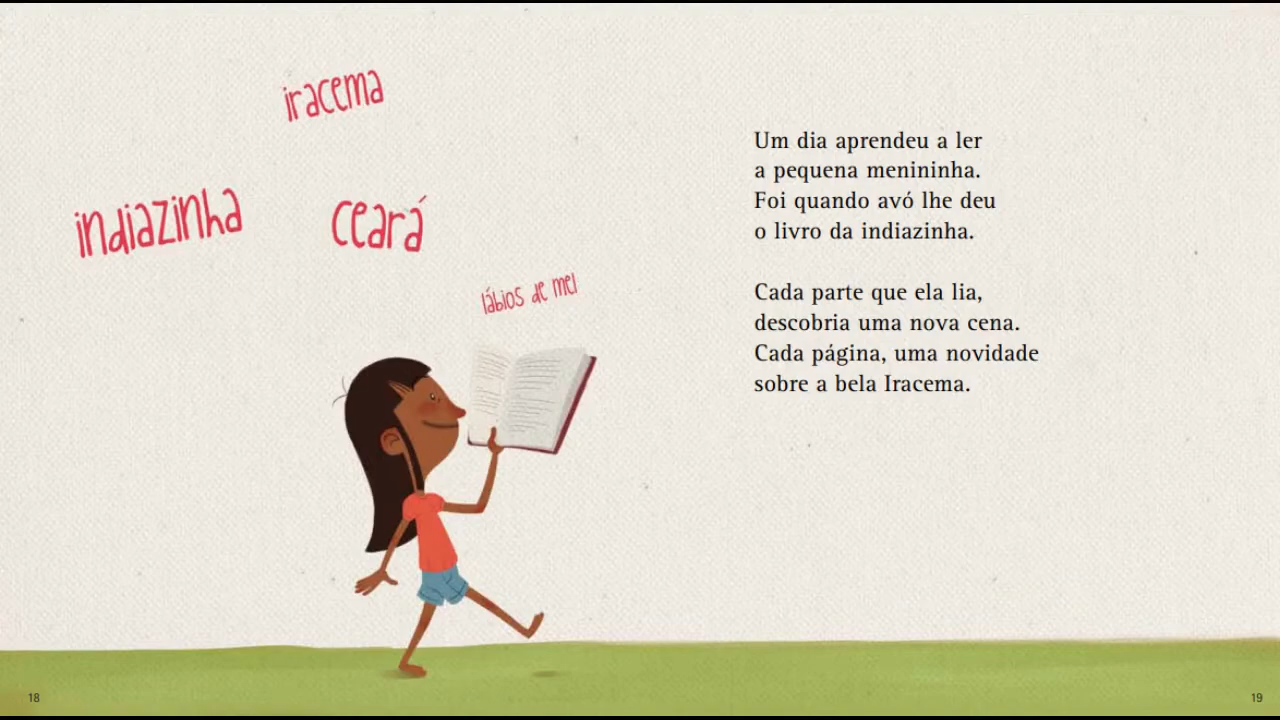 iracema
indiazinha
Ceará
lábios de mel
Um dia aprendeu a ler
a pequena menininha.
Foi quando avó lhe deu
o livro da indiazinha.
Cada parte que ela lia,
descobria uma nova cena.
Cada página, uma novidade
sobre a bela Iracema.
18
19